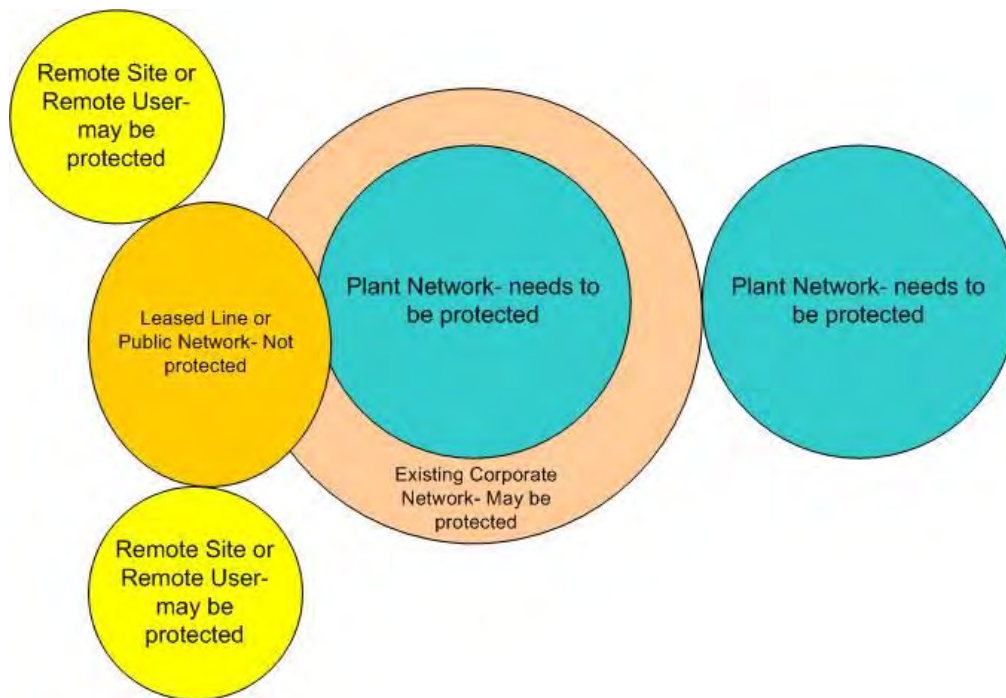 Remote Site or
Remote User-
may be
protected
Leased Line or
Public Network- Not
protected
Plant Network- needs to
be protected
Plant Network- needs to
be protected
Existing Corporate
Network- May be
protected
Remote Site or
Remote User-
may be
protected